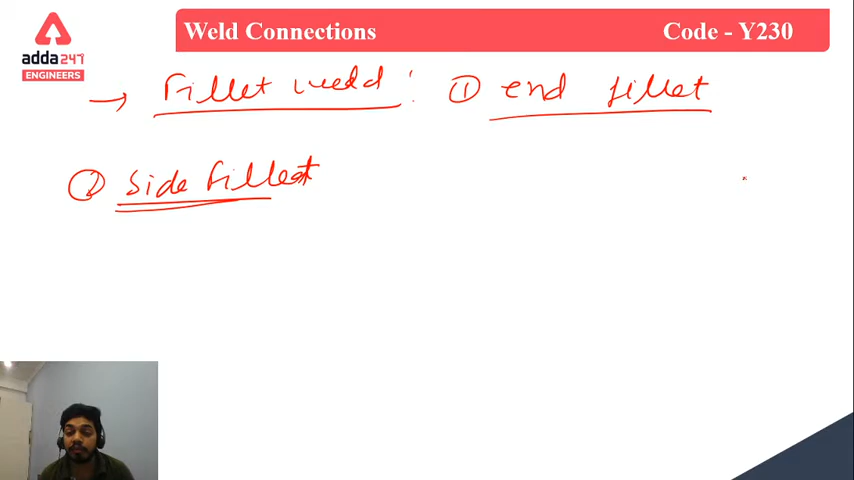 Weld Connections Code - Y230
adda247
ENGINEERS
→ Fillet weld : ① end fillet
② Side fillet